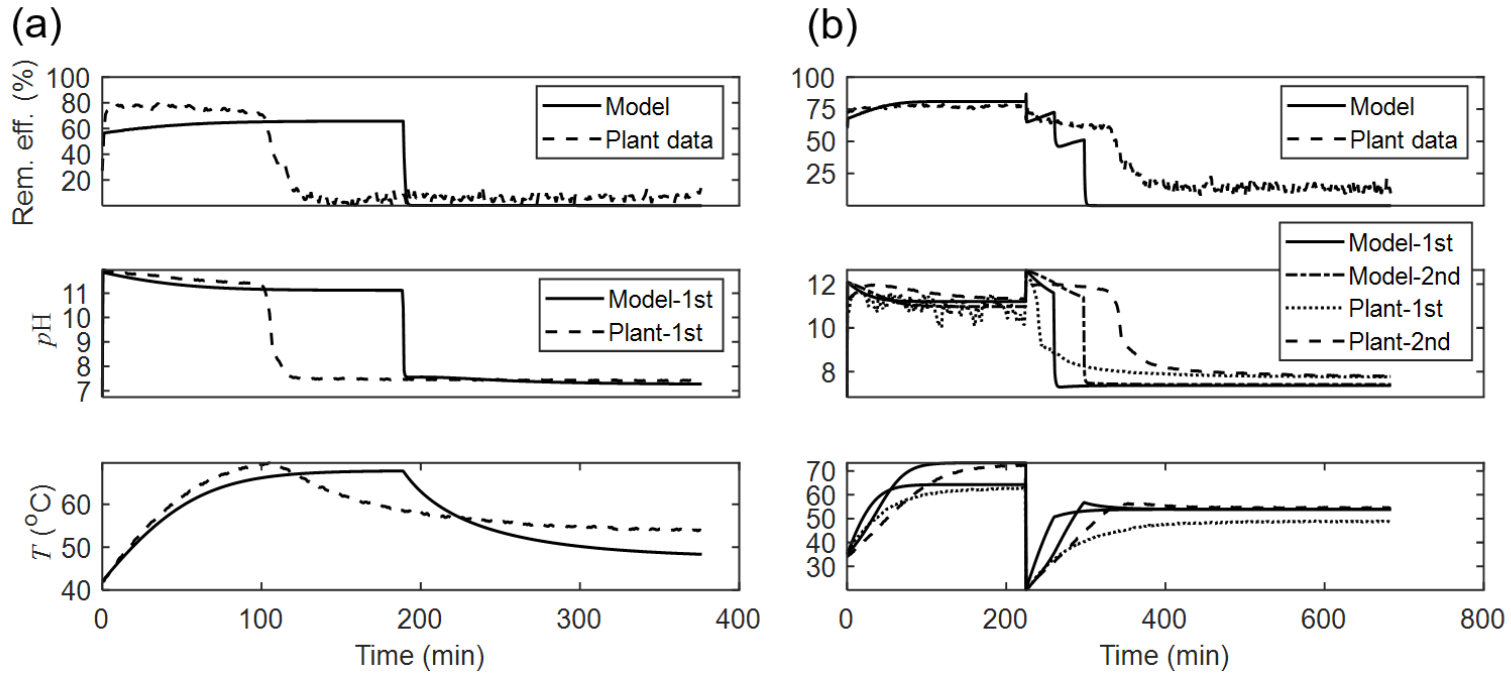 (a)
Rem. eff. (%)
100
80
60
40
20
Model
Plant data
pH
11
10
9
8
7
Model-1st
Plant-1st
T (°C)
60
50
40
0
100
200
300
400
Time (min)
(b)
100
75
50
25
Model
Plant data
12
10
8
Model-1st
Model-2nd
Plant-1st
Plant-2nd
70
60
50
40
30
20
0
200
400
600
800
Time (min)